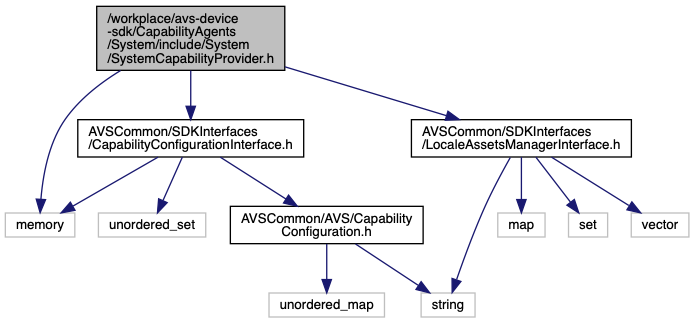 /workplace/avs-device
-sdk/CapabilityAgents
/System/include/System
/SystemCapabilityProvider.h
AVSCommon/SDKInterfaces
/CapabilityConfigurationInterface.h
AVSCommon/SDKInterfaces
/LocaleAssetsManagerInterface.h
memory
unordered_set
AVSCommon/AVS/Capability
Configuration.h
map
set
vector
unordered_map
string